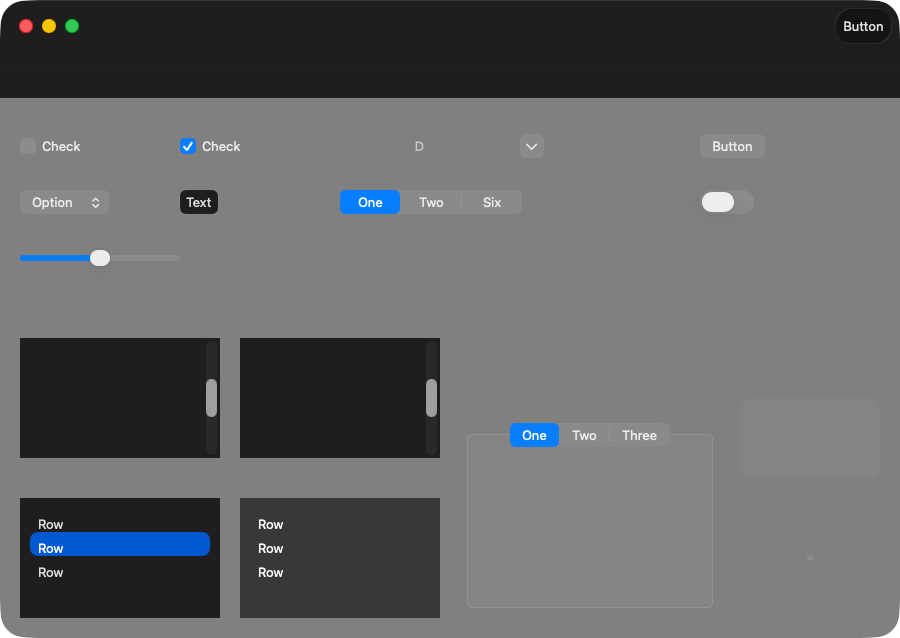 Button
Check
Check
D
Button
Option
Text
One
Two
Six
One
Two
Three
Row
Row
Row
Row
Row
Row